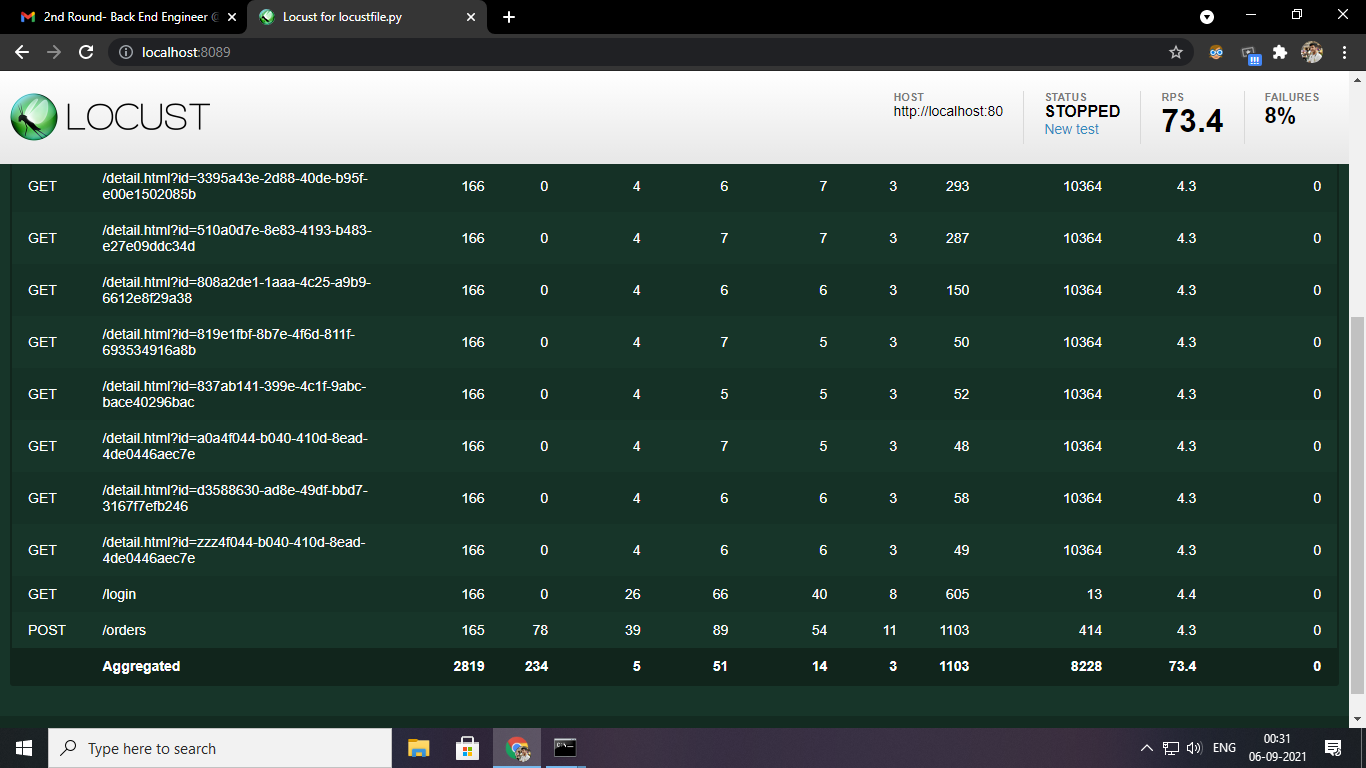 2nd Round- Back End Engineer @
Locust for locustfile.py
localhost:8089
LOCUST
HOST
http://localhost:80
STATUS
STOPPED
New test
RPS
73.4
FAILURES
8%
GET /detail.html?id=3395a43e-2d88-40de-b95f- 166 0 4 6 7 3 293 10364 4.3 0
e00e1502085b
GET /detail.html?id=510a0d7e-8e83-4193-b483- 166 0 4 7 7 3 287 10364 4.3 0
e27e09ddc34d
GET /detail.html?id=808a2de1-1aaa-4c25-a9b9- 166 0 4 6 6 3 150 10364 4.3 0
6612e8f29a38
GET /detail.html?id=819e1fbf-8b7e-4f6d-811f- 166 0 4 7 5 3 50 10364 4.3 0
693534916a8b
GET /detail.html?id=837ab141-399e-4c1f-9abc- 166 0 4 5 5 3 52 10364 4.3 0
bace40296bac
GET /detail.html?id=a0a4f044-b040-410d-8ead- 166 0 4 7 5 3 48 10364 4.3 0
4de0446aec7e
GET /detail.html?id=d3588630-ad8e-49df-bbd7- 166 0 4 6 6 3 58 10364 4.3 0
3167f7efb246
GET /detail.html?id=zzz4f044-b040-410d-8ead- 166 0 4 6 6 3 49 10364 4.3 0
4de0446aec7e
GET /login 166 0 26 66 40 8 605 13 4.4 0
POST /orders 165 78 39 89 54 11 1103 414 4.3 0
Aggregated 2819 234 5 51 14 3 1103 8228 73.4 0
Type here to search
ENG
00:31
06-09-2021